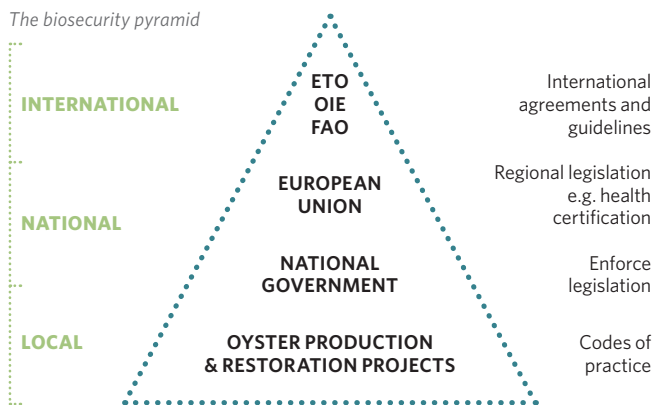 The biosecurity pyramid
INTERNATIONAL
ETO
OIE
FAO
International
agreements and
guidelines
NATIONAL
EUROPEAN
UNION
Regional legislation
e.g. health
certification
NATIONAL
GOVERNMENT
Enforce
legislation
LOCAL
OYSTER PRODUCTION
& RESTORATION PROJECTS
Codes of
practice